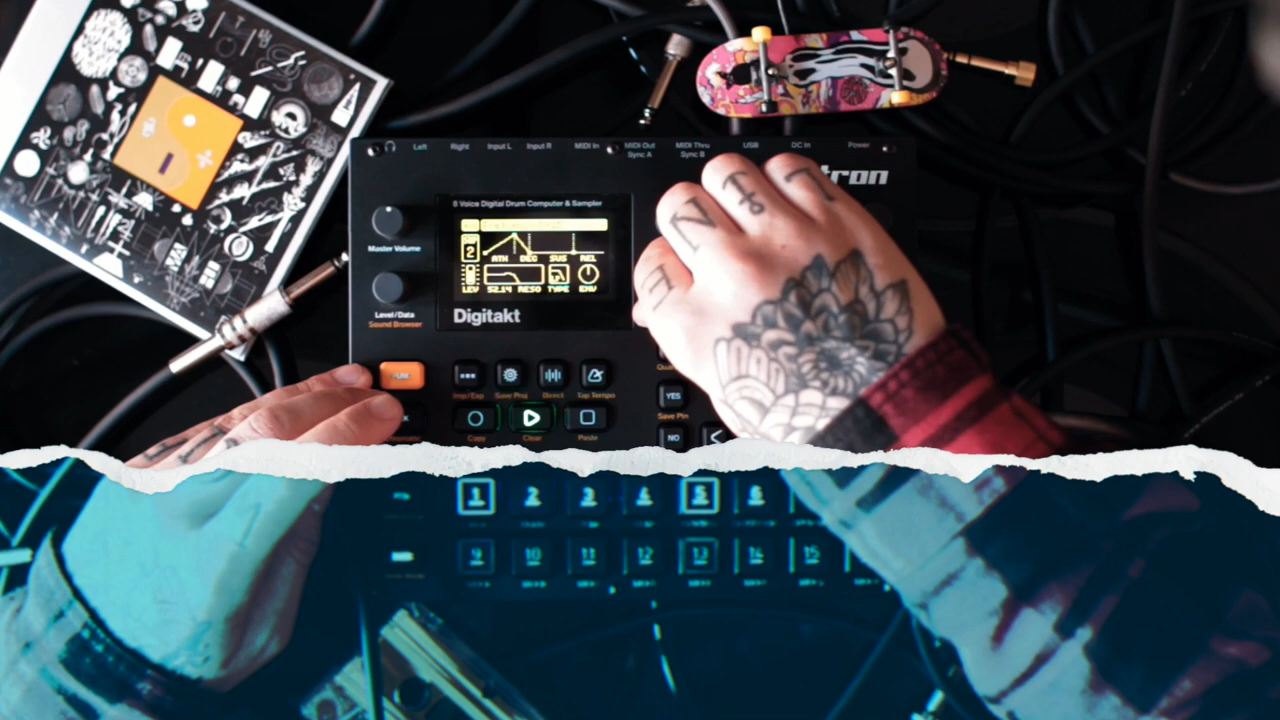 Left Right Input L Input R MIDI In MIDI Out MIDI Thru USB DC In Power
Sync A Sync B
tron
8 Voice Digital Drum Computer & Sampler
Master Volume
2
ATK DEC SUS REL
LEV 52.14 RESO TYPE ENV
Level/Data
Sound Browser
Digitakt
FUNC
Imp/Exp Save Proj Direct Tap Tempo
YES
Save Ptn
NO
Copy Clear Paste
E N I L
1 2 3 4 5 6
9 10 11 12 13 14 15